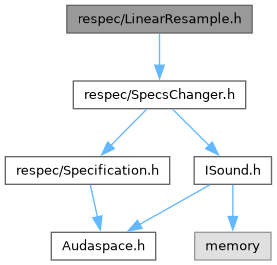 respec/LinearResample.h
respec/SpecsChanger.h
respec/Specification.h
ISound.h
Audaspace.h
memory